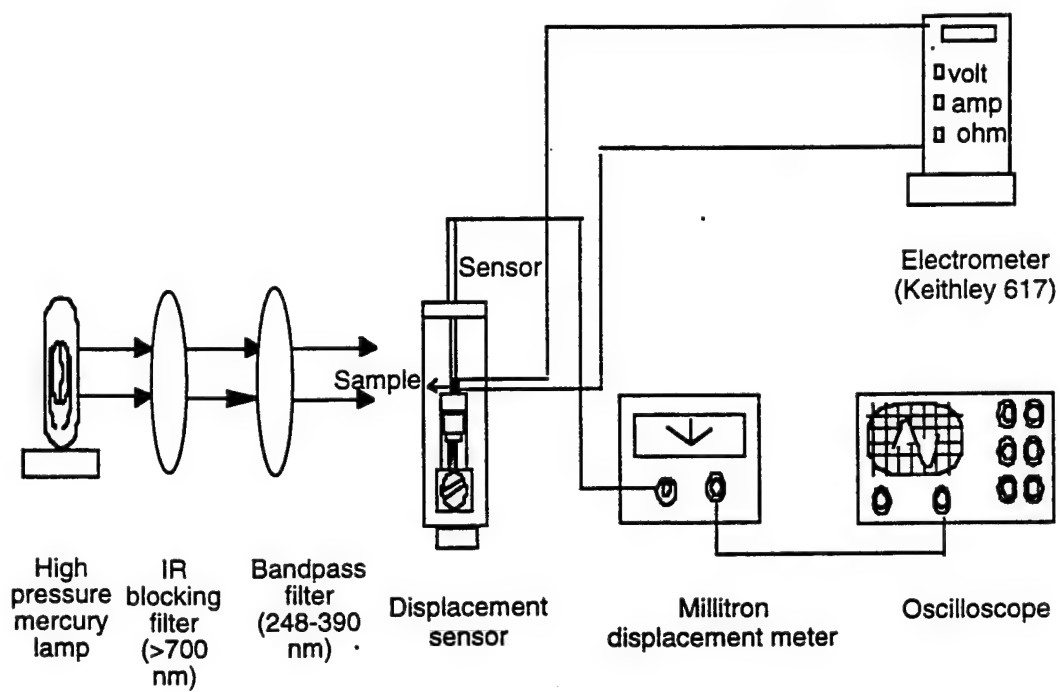 volt
amp
ohm
Electrometer
(Keithley 617)
Sensor
Sample
High
pressure
mercury
lamp
IR
blocking
filter
(>700
nm)
Bandpass
filter
(248-390
nm)
Displacement
sensor
Millitron
displacement meter
Oscilloscope